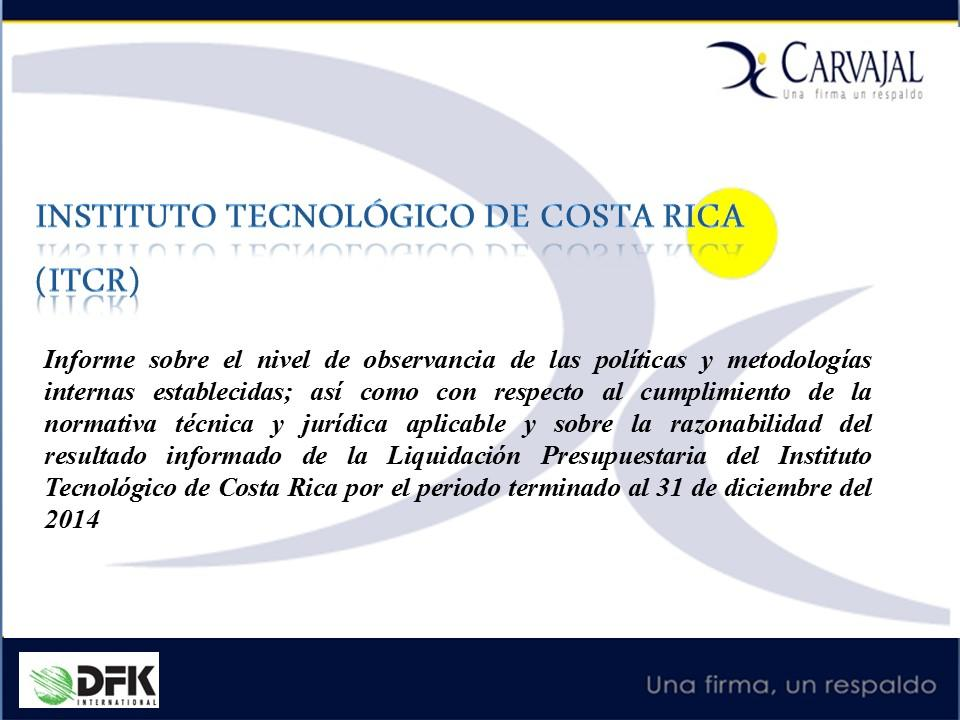 CARVAJAL
Una firma, un respaldo
INSTITUTO TECNOLÓGICO DE COSTA RICA
(ITCR)
Informe sobre el nivel de observancia de las políticas y metodologías
internas establecidas; así como con respecto al cumplimiento de la
normativa técnica y jurídica aplicable y sobre la razonabilidad del
resultado informado de la Liquidación Presupuestaria del Instituto
Tecnológico de Costa Rica por el periodo terminado al 31 de diciembre del
2014
DFK
INTERNATIONAL
Una firma, un respaldo